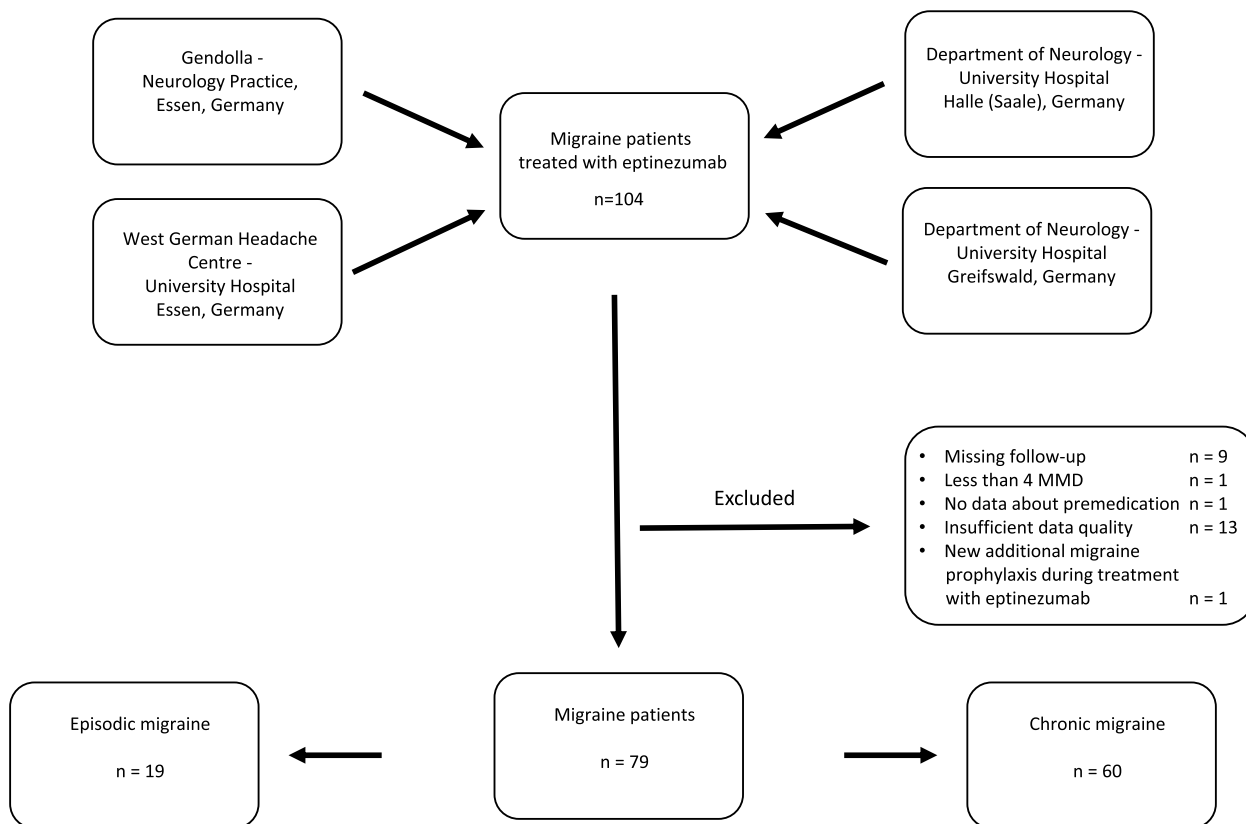 Gendolla -
Neurology Practice,
Essen, Germany
West German Headache
Centre -
University Hospital
Essen, Germany
Migraine patients
treated with eptinezumab
n=104
Department of Neurology -
University Hospital
Halle (Saale), Germany
Department of Neurology -
University Hospital
Greifswald, Germany
Excluded
• Missing follow-up n = 9
• Less than 4 MMD n = 1
• No data about premedication n = 1
• Insufficient data quality n = 13
• New additional migraine
prophylaxis during treatment
with eptinezumab n = 1
Episodic migraine
n = 19
Migraine patients
n = 79
Chronic migraine
n = 60